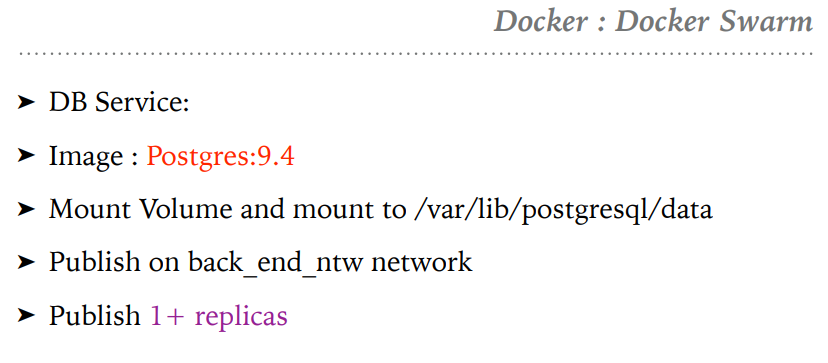 Docker : Docker Swarm
➤ DB Service:
➤ Image : Postgres:9.4
➤ Mount Volume and mount to /var/lib/postgresql/data
➤ Publish on back_end_ntw network
➤ Publish 1+ replicas